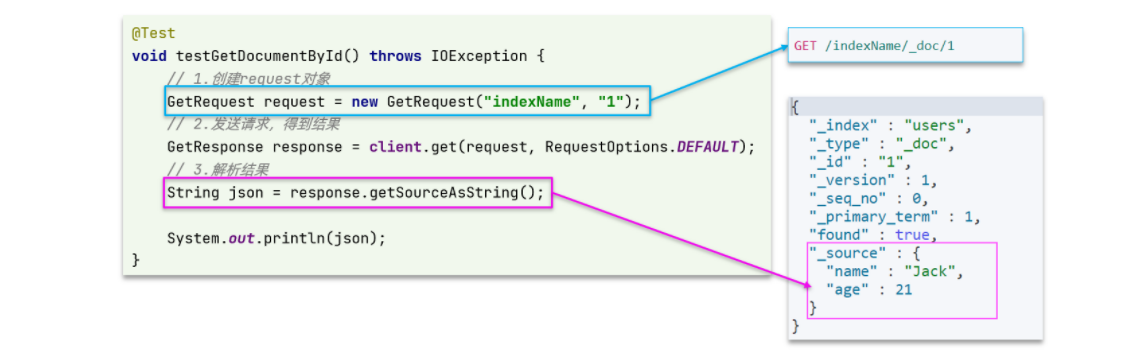 @Test
void testGetDocumentById() throws IOException {
// 1.创建request对象
GetRequest request = new GetRequest("indexName", "1");
// 2.发送请求，得到结果
GetResponse response = client.get(request, RequestOptions.DEFAULT);
// 3.解析结果
String json = response.getSourceAsString();
System.out.println(json);
}
GET /indexName/_doc/1
{
"_index" : "users",
"_type" : "_doc",
"_id" : "1",
"_version" : 1,
"_seq_no" : 0,
"_primary_term" : 1,
"found" : true,
"_source" : {
"name" : "Jack",
"age" : 21
}
}